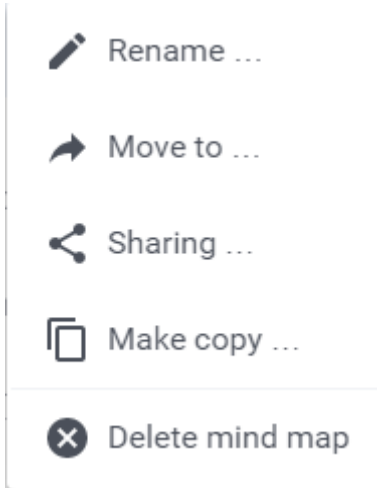 Rename ...
Move to ...
Sharing ...
Make copy ...
Delete mind map